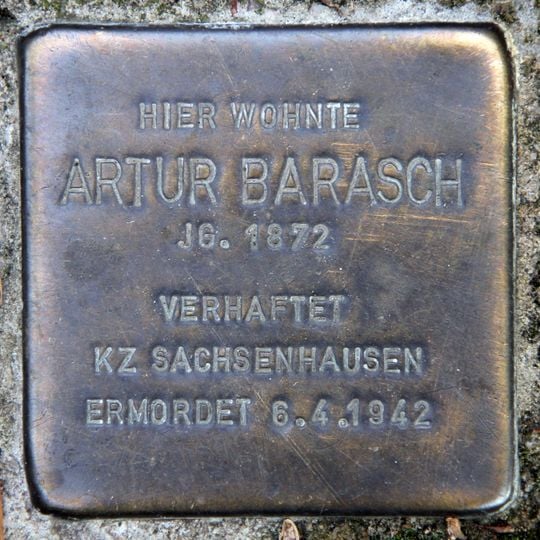 HIER WOHNTE
ARTUR BARASCH
JG. 1872
VERHAFTET
KZ SACHSENHAUSEN
ERMORDET 6.4.1942